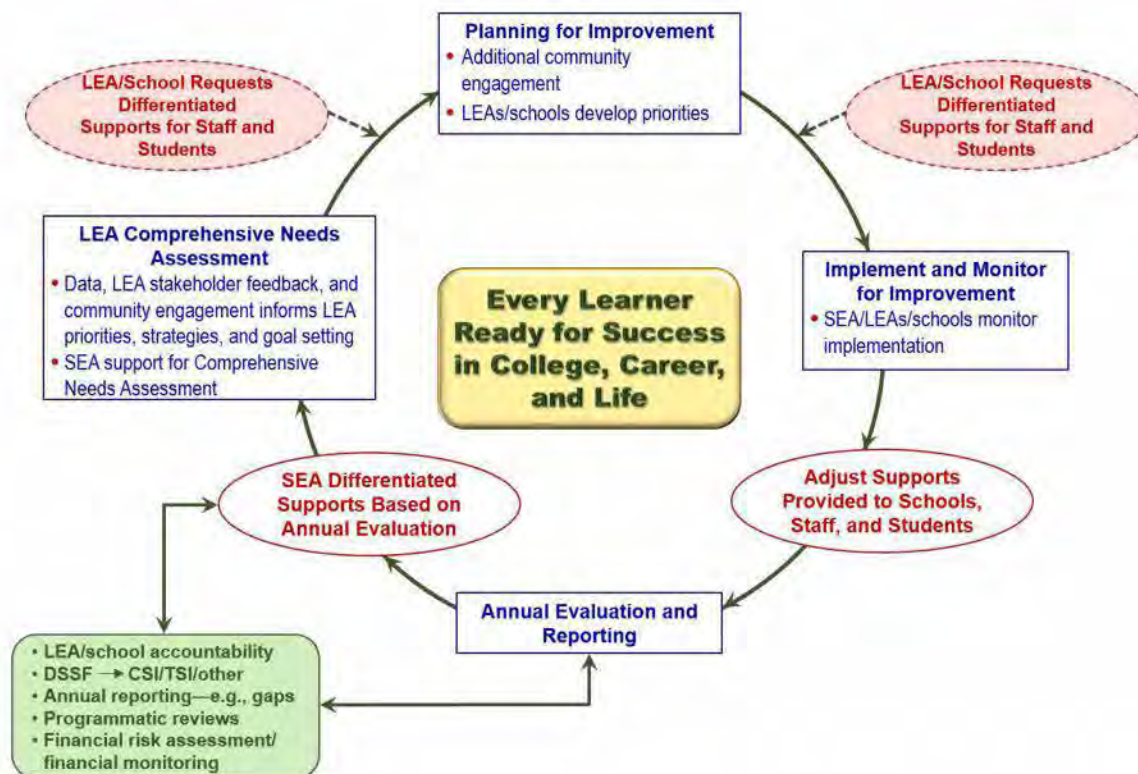 Planning for Improvement
• Additional community
engagement
• LEAs/schools develop priorities
LEA/School Requests
Differentiated
Supports for Staff and
Students
LEA/School Requests
Differentiated
Supports for Staff and
Students
LEA Comprehensive Needs
Assessment
• Data, LEA stakeholder feedback, and
community engagement informs LEA
priorities, strategies, and goal setting
• SEA support for Comprehensive
Needs Assessment
Every Learner
Ready for Success
in College, Career,
and Life
Implement and Monitor
for Improvement
• SEA/LEAs/schools monitor
implementation
SEA Differentiated
Supports Based on
Annual Evaluation
Adjust Supports
Provided to Schools,
Staff, and Students
Annual Evaluation and
Reporting
• LEA/school accountability
• DSSF → CSI/TSI/other
• Annual reporting—e.g., gaps
• Programmatic reviews
• Financial risk assessment/
financial monitoring